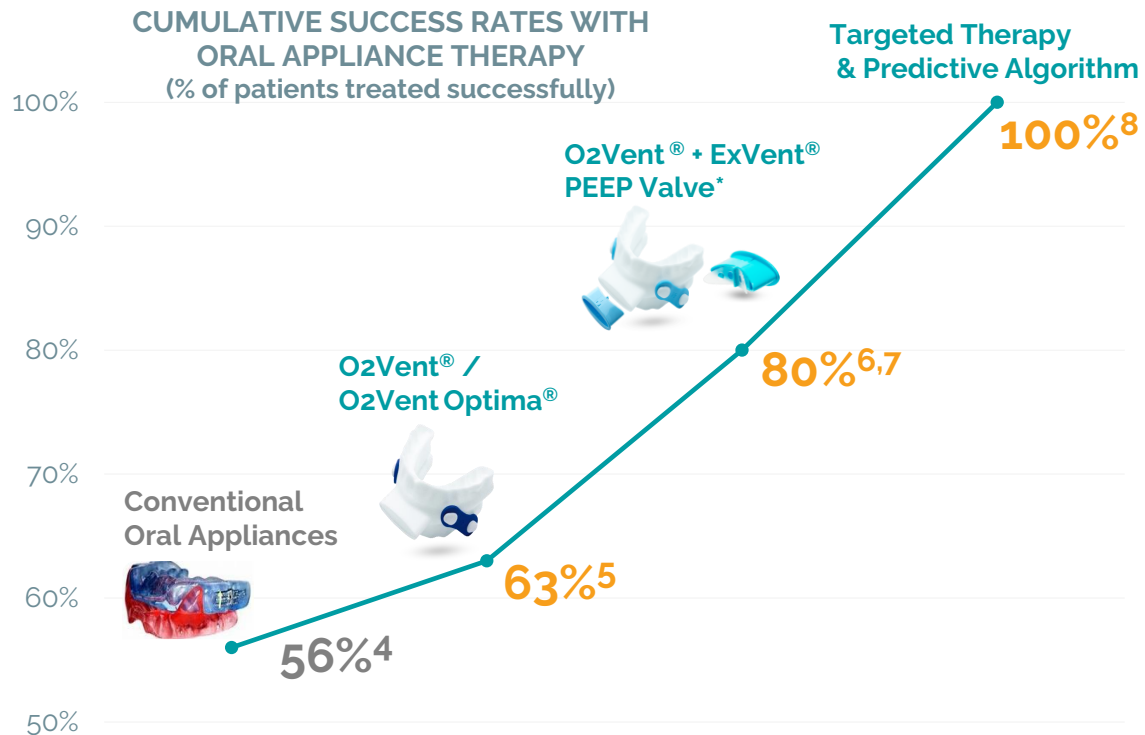 CUMULATIVE SUCCESS RATES WITH
ORAL APPLIANCE THERAPY
(% of patients treated successfully)
Targeted Therapy
& Predictive Algorithm
100%
100%⁸
O2Vent® + ExVent®
PEEP Valve*
90%
80%
80%⁶,⁷
O2Vent® /
O2Vent Optima®
70%
Conventional
Oral Appliances
63%⁵
60%
56%⁴
50%